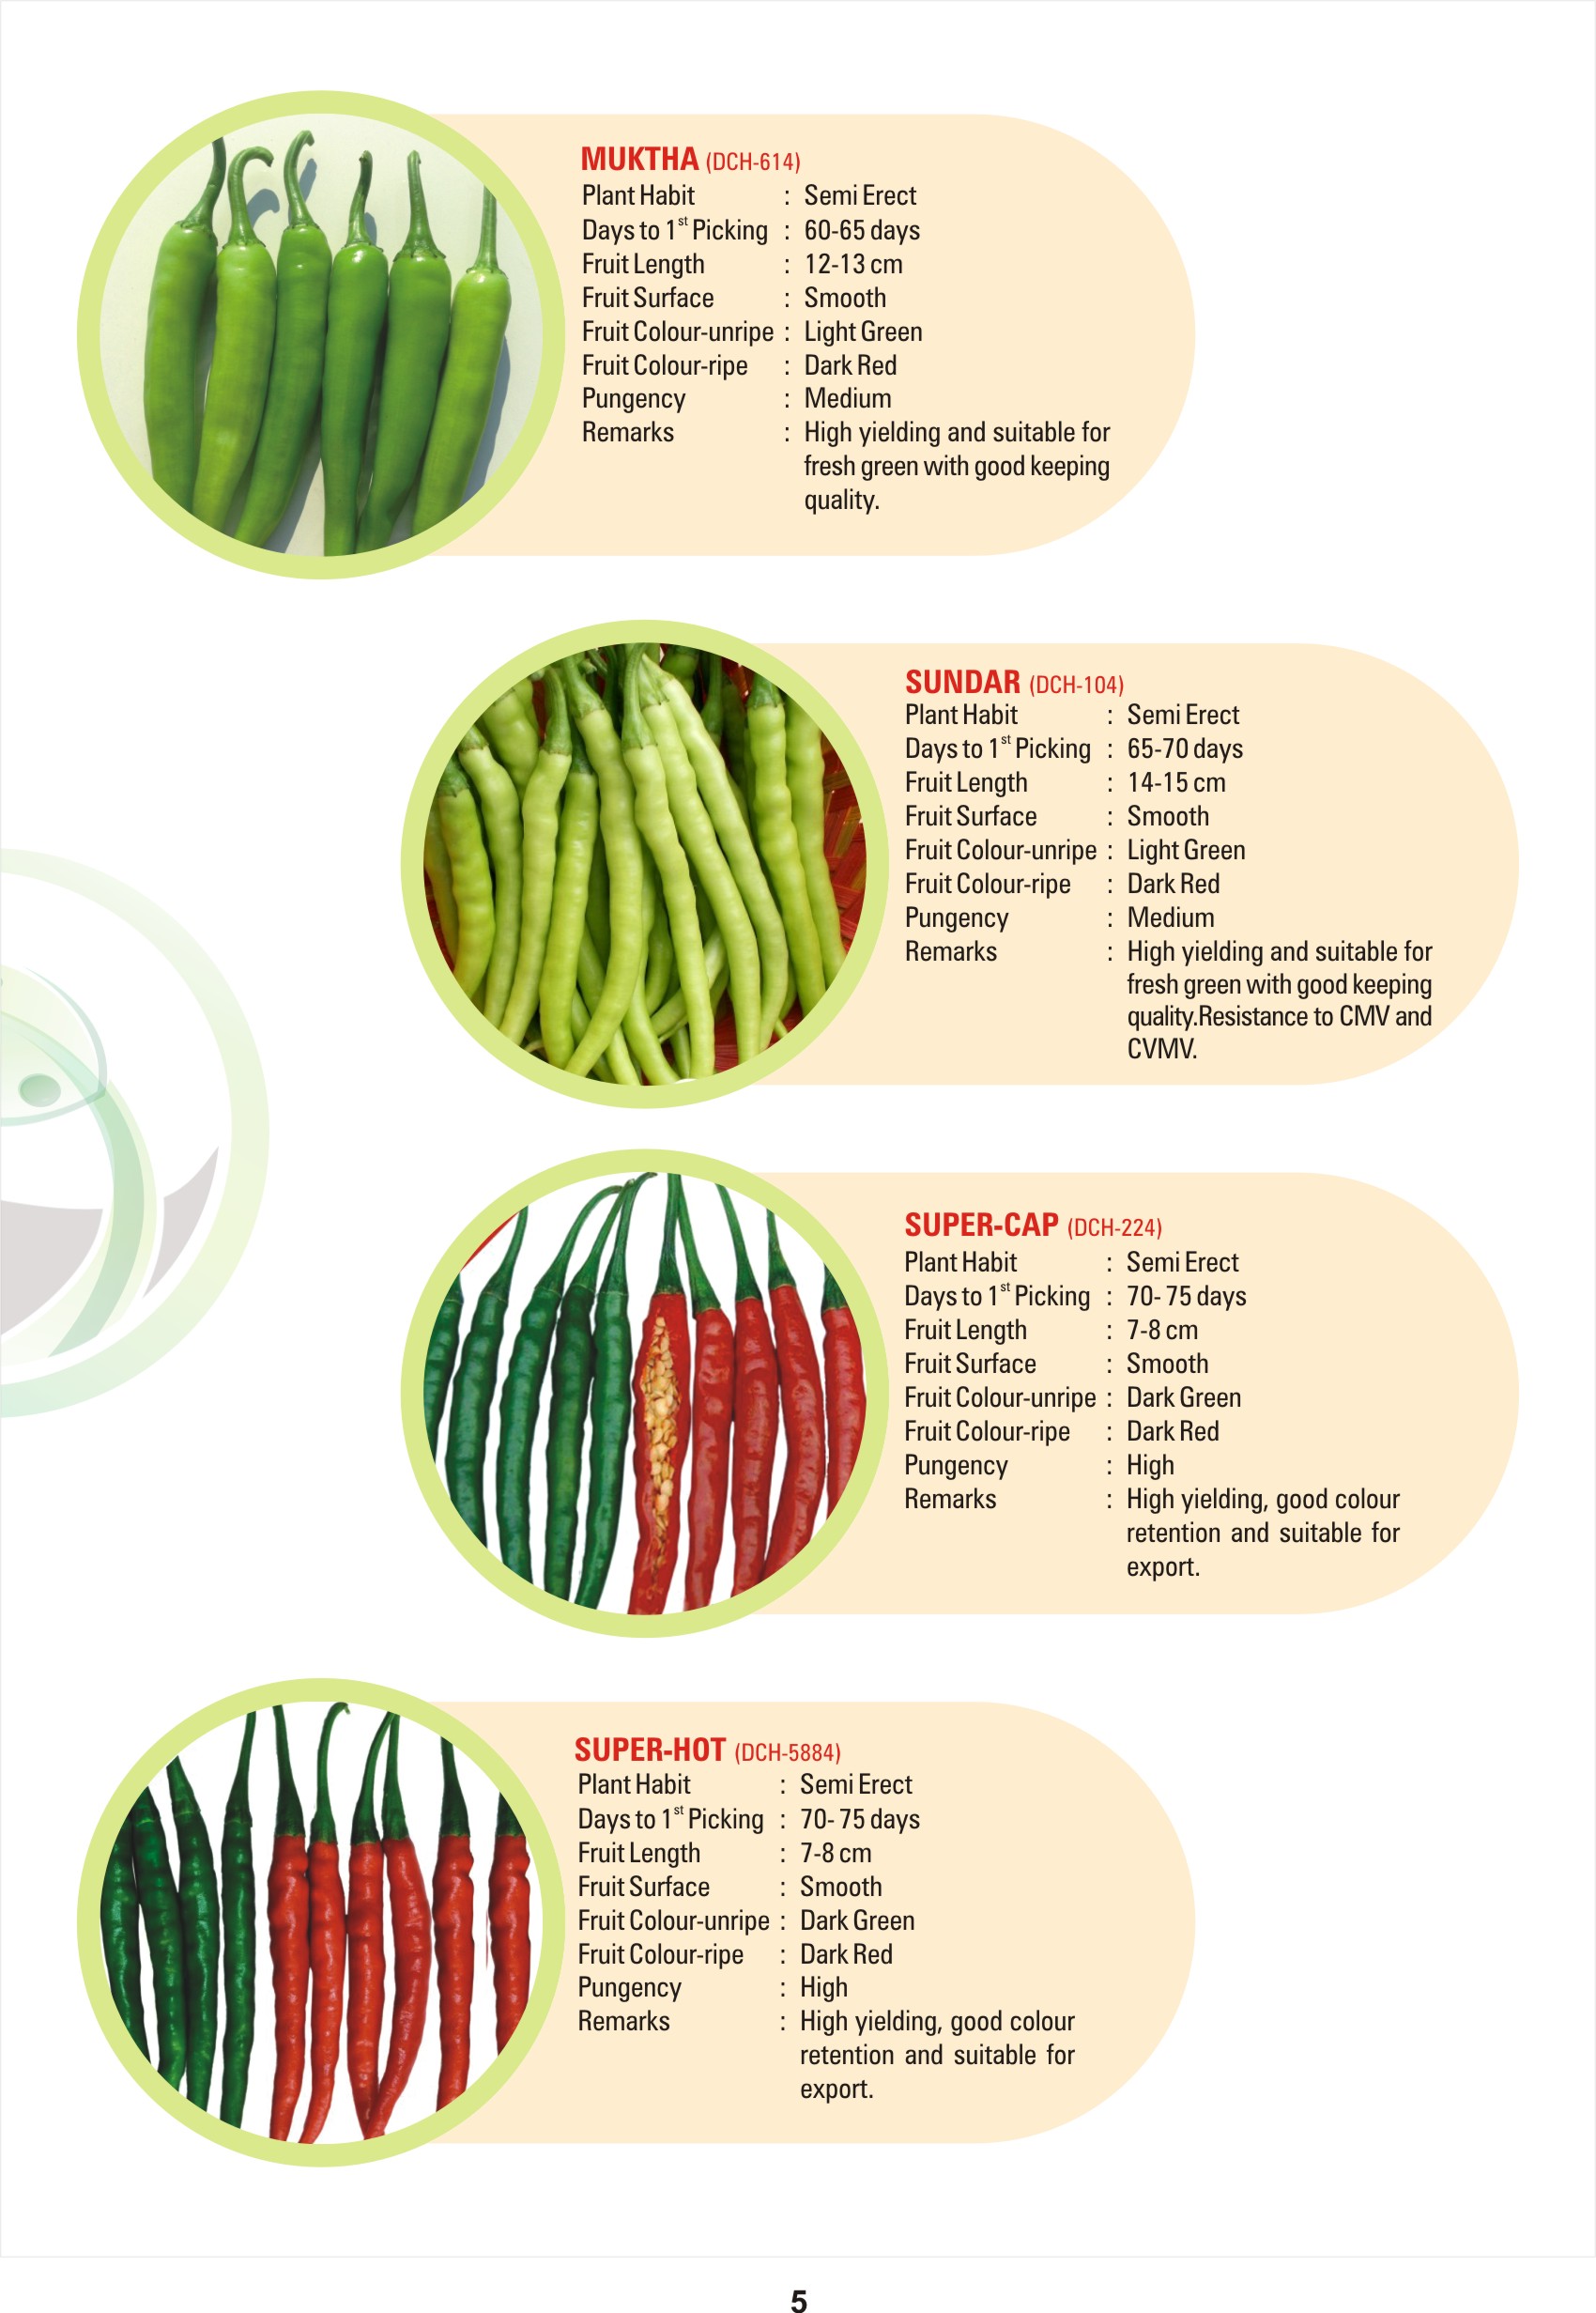 MUKTHA (DCH-614)
Plant Habit : Semi Erect
Days to 1st Picking : 60-65 days
Fruit Length : 12-13 cm
Fruit Surface : Smooth
Fruit Colour-unripe : Light Green
Fruit Colour-ripe : Dark Red
Pungency : Medium
Remarks : High yielding and suitable for
fresh green with good keeping
quality.
SUNDAR (DCH-104)
Plant Habit : Semi Erect
Days to 1st Picking : 65-70 days
Fruit Length : 14-15 cm
Fruit Surface : Smooth
Fruit Colour-unripe : Light Green
Fruit Colour-ripe : Dark Red
Pungency : Medium
Remarks : High yielding and suitable for
fresh green with good keeping
quality.Resistance to CMV and
CVMV.
SUPER-CAP (DCH-224)
Plant Habit : Semi Erect
Days to 1st Picking : 70- 75 days
Fruit Length : 7-8 cm
Fruit Surface : Smooth
Fruit Colour-unripe : Dark Green
Fruit Colour-ripe : Dark Red
Pungency : High
Remarks : High yielding, good colour
retention and suitable for
export.
SUPER-HOT (DCH-5884)
Plant Habit : Semi Erect
Days to 1st Picking : 70- 75 days
Fruit Length : 7-8 cm
Fruit Surface : Smooth
Fruit Colour-unripe : Dark Green
Fruit Colour-ripe : Dark Red
Pungency : High
Remarks : High yielding, good colour
retention and suitable for
export.
5